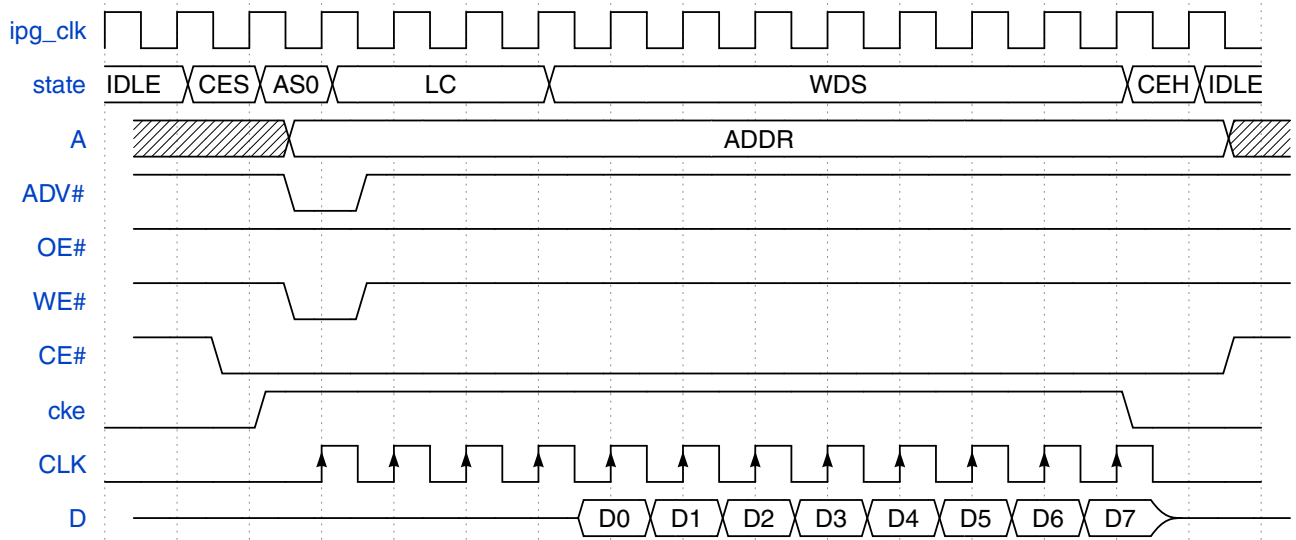 ipg_clk
state IDLE CES AS0 LC WDS CEH IDLE
A ADDR
ADV#
OE#
WE#
CE#
cke
CLK
D D0 D1 D2 D3 D4 D5 D6 D7